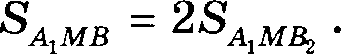 $S_{A_1MB} = 2S_{A_1MB_2}$ .